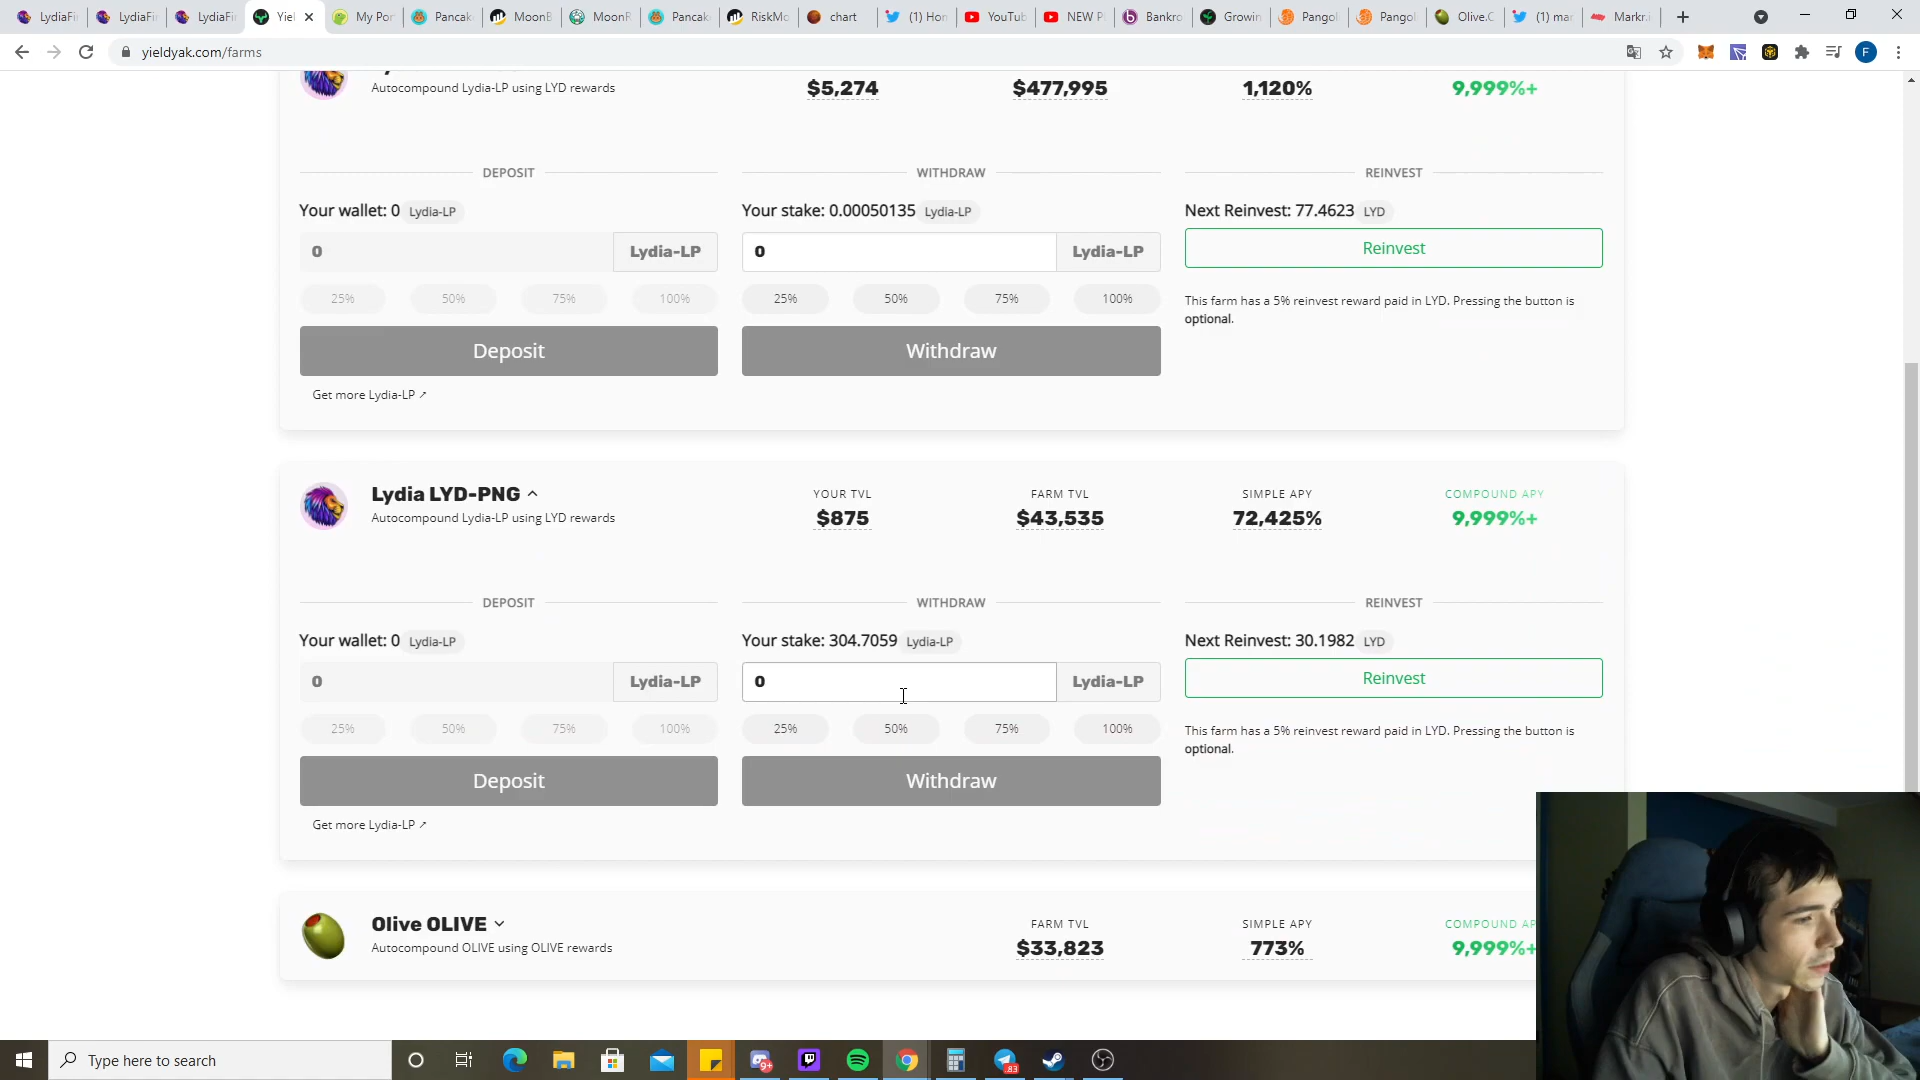 LydiaFi
LydiaFi
LydiaFi
Yiel
My Por
Pancak
MoonB
MoonR
Pancak
RiskMo
chart
(1) Hon
YouTub
NEW P
Bankro
Growin
Pangol
Pangol
Olive.C
(1) mar
Markr.i
yieldyak.com/farms
F
Autocompound Lydia-LP using LYD rewards
$5,274
$477,995
1,120%
9,999%+
DEPOSIT
WITHDRAW
REINVEST
Your wallet: 0 Lydia-LP
Your stake: 0.00050135 Lydia-LP
Next Reinvest: 77.4623 LYD
0 Lydia-LP
0 Lydia-LP
Reinvest
25% 50% 75% 100%
25% 50% 75% 100%
This farm has a 5% reinvest reward paid in LYD. Pressing the button is
optional.
Deposit
Withdraw
Get more Lydia-LP ↗
Lydia LYD-PNG
Autocompound Lydia-LP using LYD rewards
YOUR TVL
$875
FARM TVL
$43,535
SIMPLE APY
72,425%
COMPOUND APY
9,999%+
DEPOSIT
WITHDRAW
REINVEST
Your wallet: 0 Lydia-LP
Your stake: 304.7059 Lydia-LP
Next Reinvest: 30.1982 LYD
0 Lydia-LP
0 Lydia-LP
Reinvest
25% 50% 75% 100%
25% 50% 75% 100%
This farm has a 5% reinvest reward paid in LYD. Pressing the button is
optional.
Deposit
Withdraw
Get more Lydia-LP ↗
Olive OLIVE
Autocompound OLIVE using OLIVE rewards
FARM TVL
$33,823
SIMPLE APY
773%
COMPOUND AP
9,999%+
Type here to search
9+
83